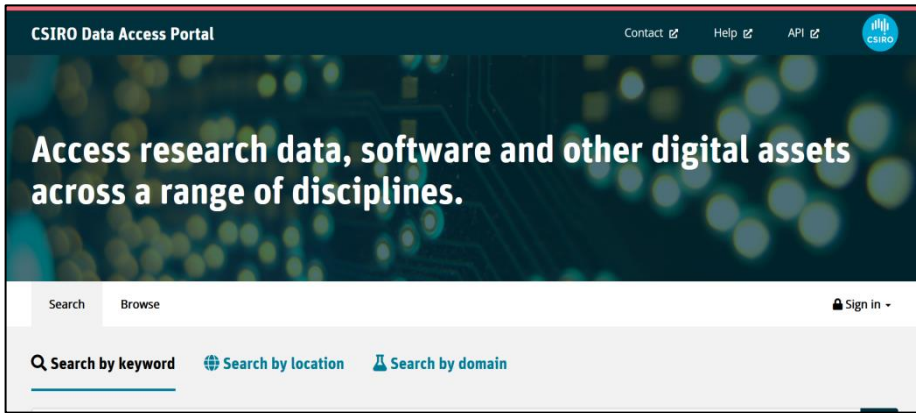 CSIRO Data Access Portal
Contact
Help
API
CSIRO
Access research data, software and other digital assets
across a range of disciplines.
Search
Browse
Sign in
Search by keyword
Search by location
Search by domain